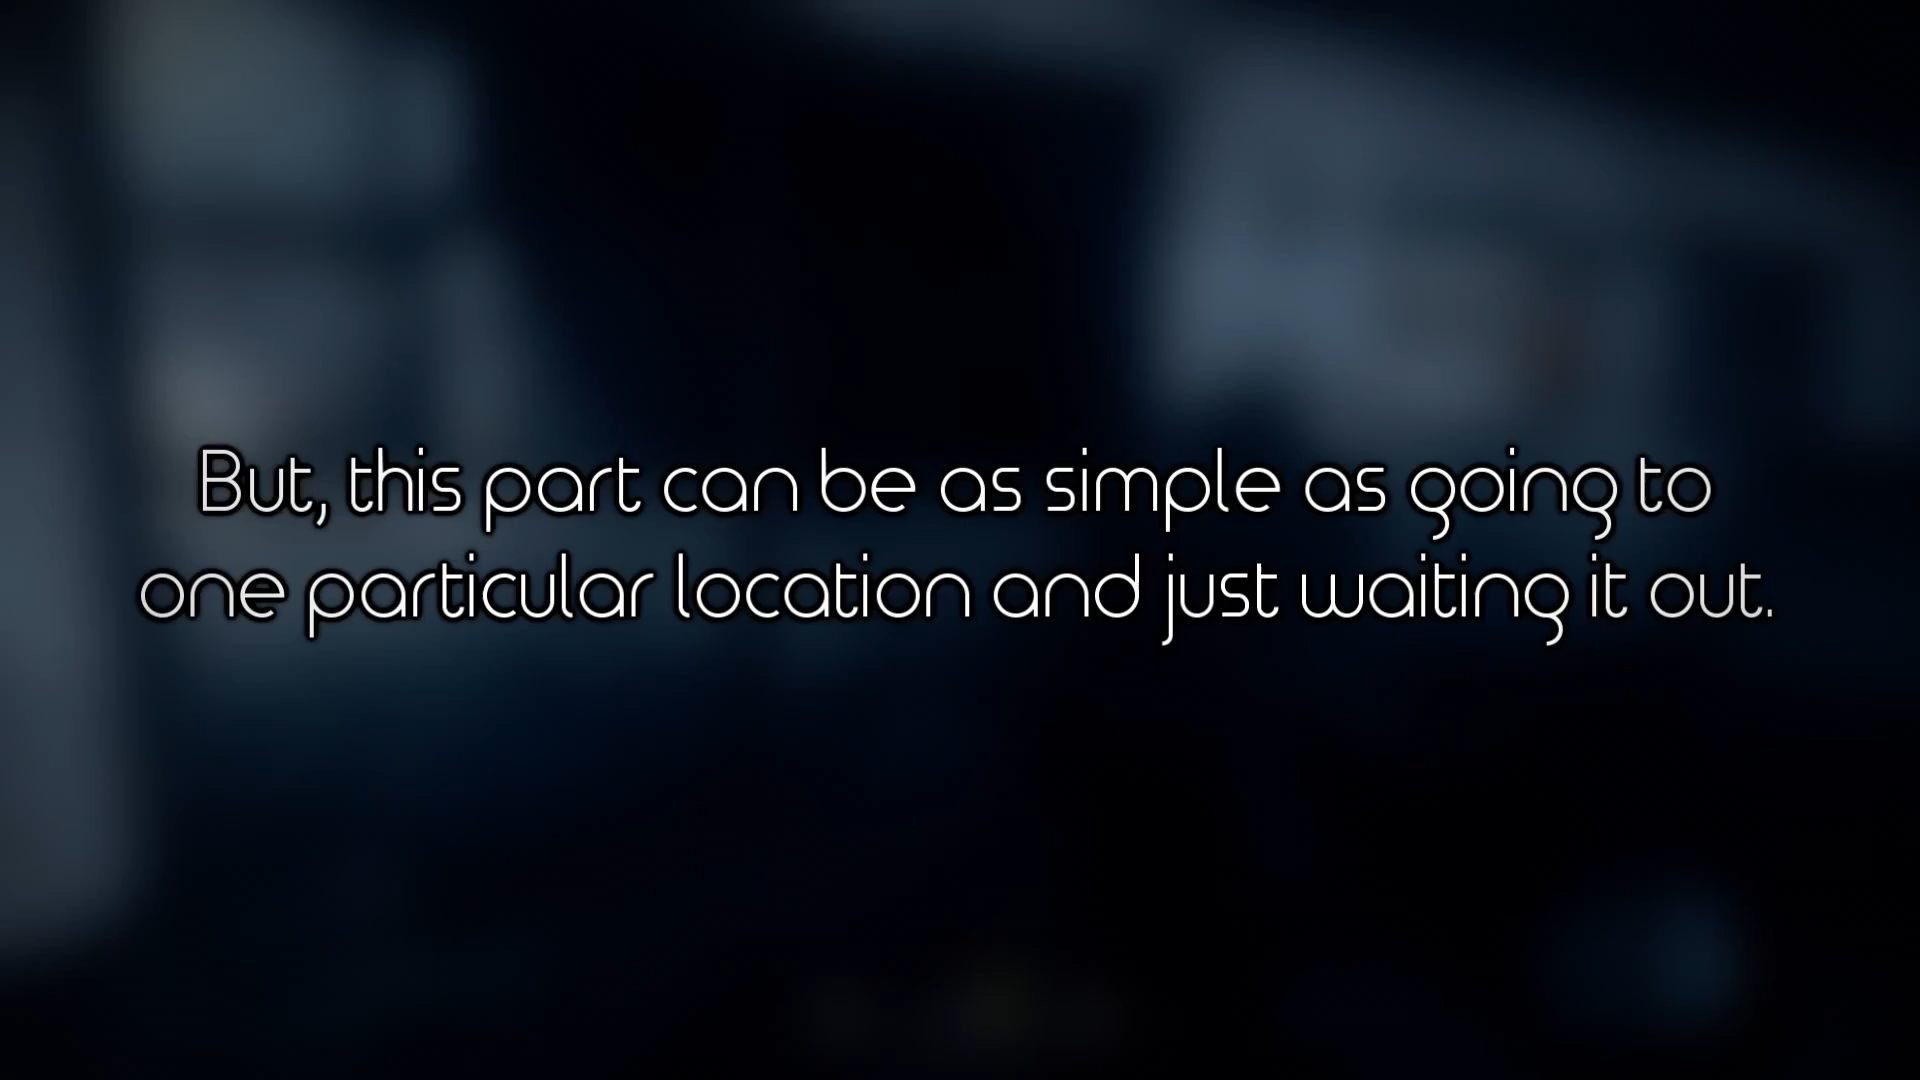 But, this part can be as simple as going to
one particular location and just waiting it out.